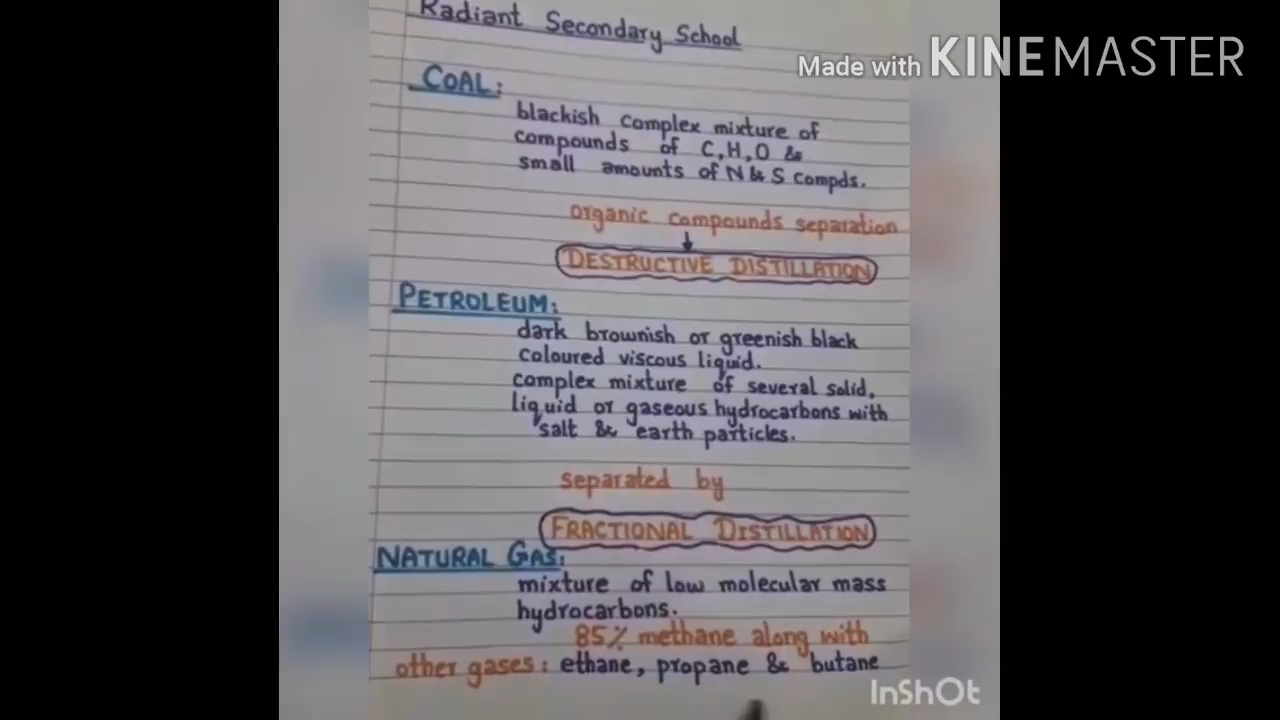 Radiant Secondary School
Made with KINEMASTER
COAL:
blackish complex mixture of
compounds of C, H, O &
small amounts of N & S compds.
organic compounds separation
↓
DESTRUCTIVE DISTILLATION
PETROLEUM:
dark brownish or greenish black
coloured viscous liquid.
complex mixture of several solid,
liquid or gaseous hydrocarbons with
salt & earth particles.
separated by
FRACTIONAL DISTILLATION
NATURAL GAS:
mixture of low molecular mass
hydrocarbons.
85% methane along with
other gases: ethane, propane & butane
InShOt